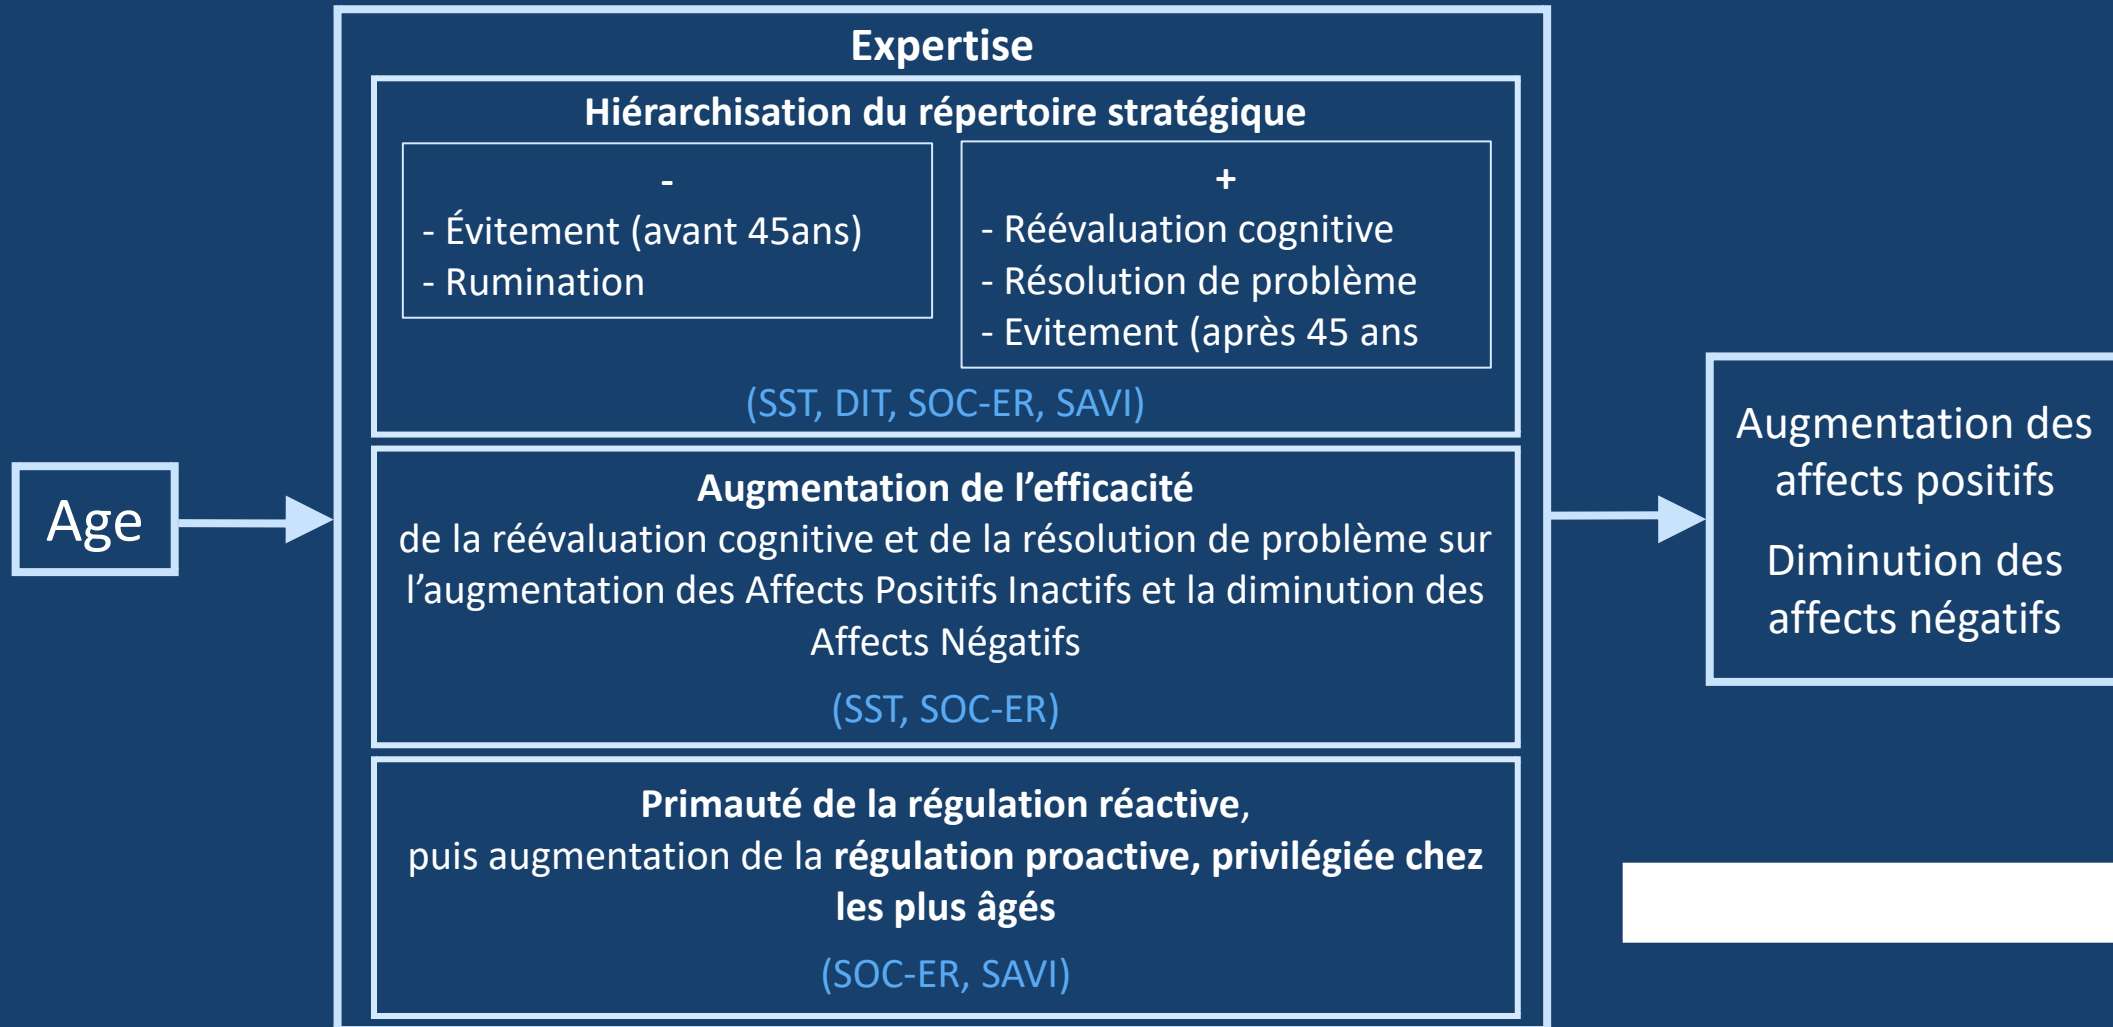 Expertise
Hiérarchisation du répertoire stratégique
-
- Évitement (avant 45ans)
- Rumination
+
- Réévaluation cognitive
- Résolution de problème
- Evitement (après 45 ans
(SST, DIT, SOC-ER, SAVI)
Age
Augmentation de l’efficacité
de la réévaluation cognitive et de la résolution de problème sur
l’augmentation des Affects Positifs Inactifs et la diminution des
Affects Négatifs
(SST, SOC-ER)
Primauté de la régulation réactive,
puis augmentation de la régulation proactive, privilégiée chez
les plus âgés
(SOC-ER, SAVI)
Augmentation des
affects positifs
Diminution des
affects négatifs